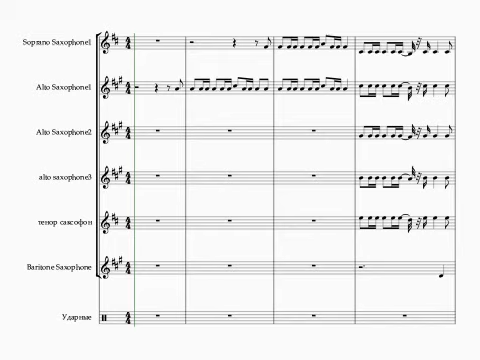 Soprano Saxophone1
Alto Saxophone1
Alto Saxophone2
alto saxophone3
тенор саксофон
Baritone Saxophone
Ударные